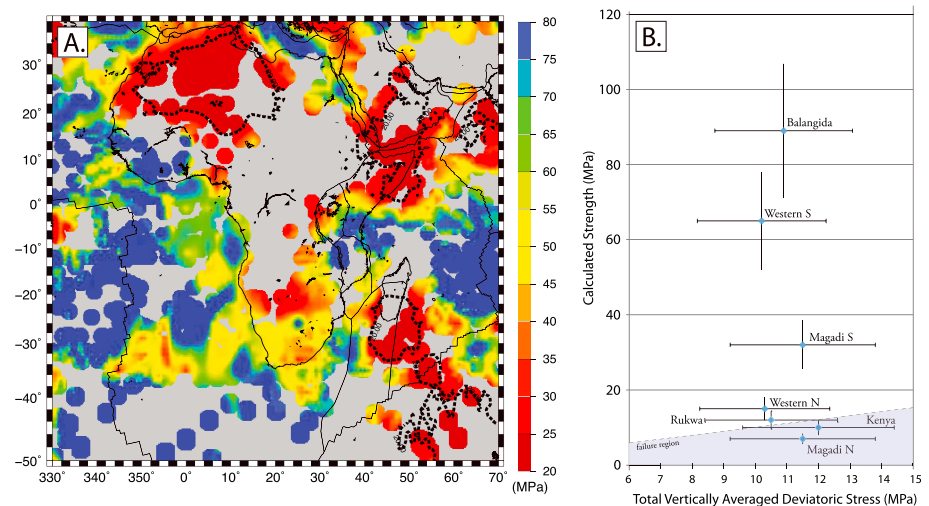 A.
30°
20°
10°
0°
−10°
−20°
−30°
−40°
−50°
330° 340° 350° 0° 10° 20° 30° 40° 50° 60° 70°
20.00
80
75
70
65
60
55
50
45
40
35
30
25
20
(MPa)
B.
120
100
80
60
40
20
0
Calculated Strength (MPa)
Balangida
Western S
Magadi S
Western N
Rukwa
Kenya
Magadi N
failure region
6 7 8 9 10 11 12 13 14 15
Total Vertically Averaged Deviatoric Stress (MPa)